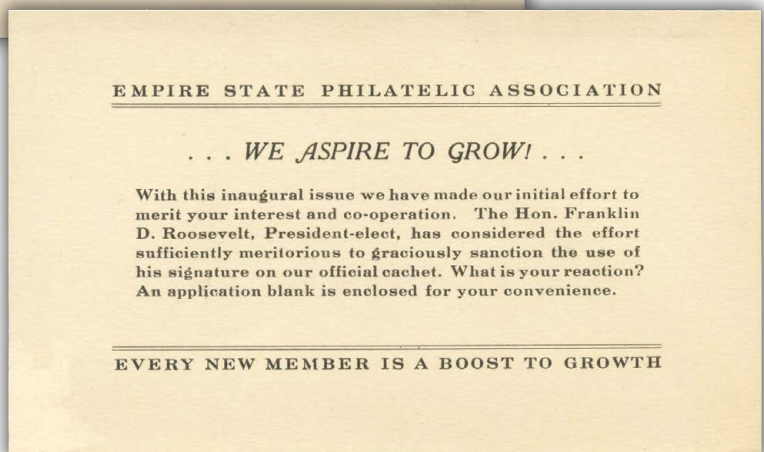 EMPIRE STATE PHILATELIC ASSOCIATION
. . . WE ASPIRE TO GROW! . . .
With this inaugural issue we have made our initial effort to
merit your interest and co-operation. The Hon. Franklin
D. Roosevelt, President-elect, has considered the effort
sufficiently meritorious to graciously sanction the use of
his signature on our official cachet. What is your reaction?
An application blank is enclosed for your convenience.
EVERY NEW MEMBER IS A BOOST TO GROWTH